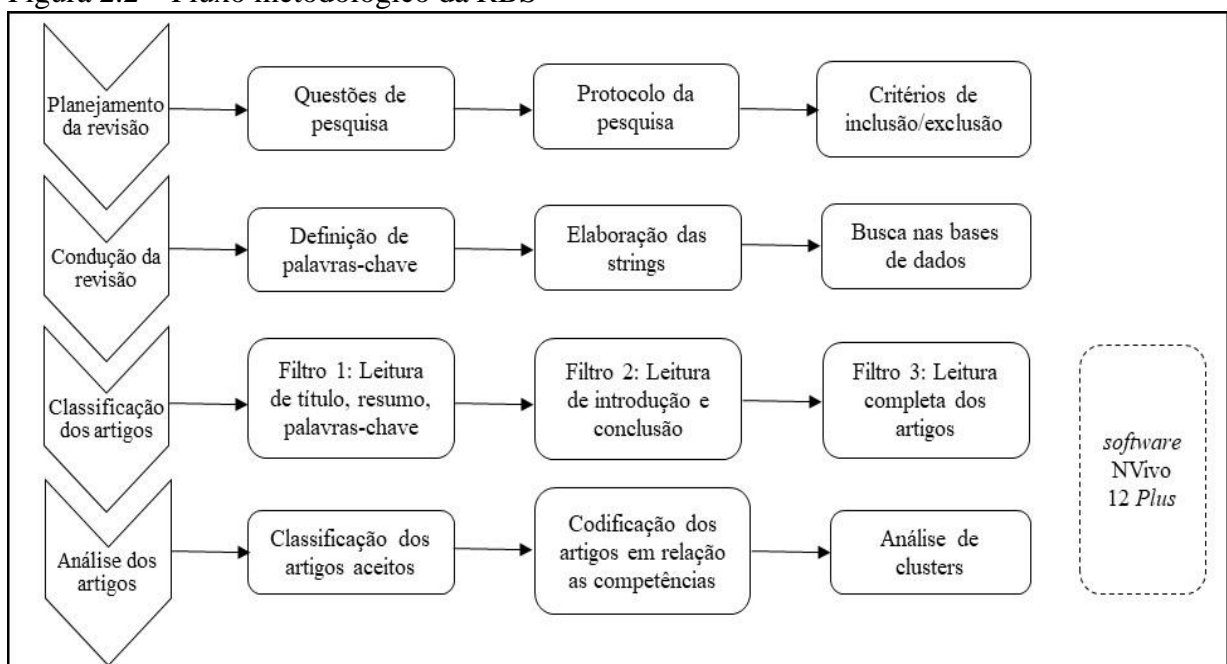 Figura 2.2 – Fluxo metodológico da RBS
Planejamento
da revisão
Questões de
pesquisa
Protocolo da
pesquisa
Critérios de
inclusão/exclusão
Condução da
revisão
Definição de
palavras-chave
Elaboração das
strings
Busca nas bases
de dados
Classificação
dos artigos
Filtro 1: Leitura
de título, resumo,
palavras-chave
Filtro 2: Leitura
de introdução e
conclusão
Filtro 3: Leitura
completa dos
artigos
Análise dos
artigos
Classificação dos
artigos aceitos
Codificação dos
artigos em relação
as competências
Análise de
clusters
software
NVivo
12 Plus